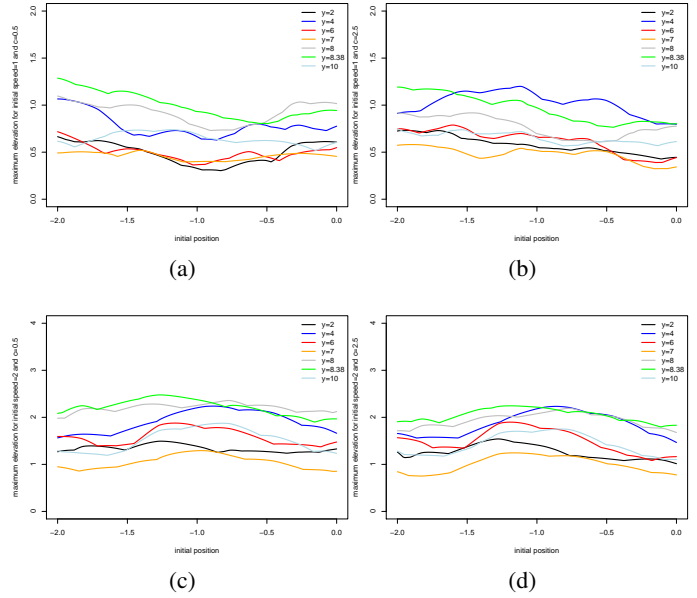 maximum elevation for initial speed=1 and c=0.5
2.0
1.5
1.0
0.5
0.0
y=2
y=4
y=6
y=7
y=8
y=8.38
y=10
−2.0 −1.5 −1.0 −0.5 0.0
initial position
(a)
maximum elevation for initial speed=1 and c=2.5
2.0
1.5
1.0
0.5
0.0
y=2
y=4
y=6
y=7
y=8
y=8.38
y=10
−2.0 −1.5 −1.0 −0.5 0.0
initial position
(b)
maximum elevation for initial speed=2 and c=0.5
4
3
2
1
0
y=2
y=4
y=6
y=7
y=8
y=8.38
y=10
−2.0 −1.5 −1.0 −0.5 0.0
initial position
(c)
maximum elevation for initial speed=2 and c=2.5
4
3
2
1
0
y=2
y=4
y=6
y=7
y=8
y=8.38
y=10
−2.0 −1.5 −1.0 −0.5 0.0
initial position
(d)